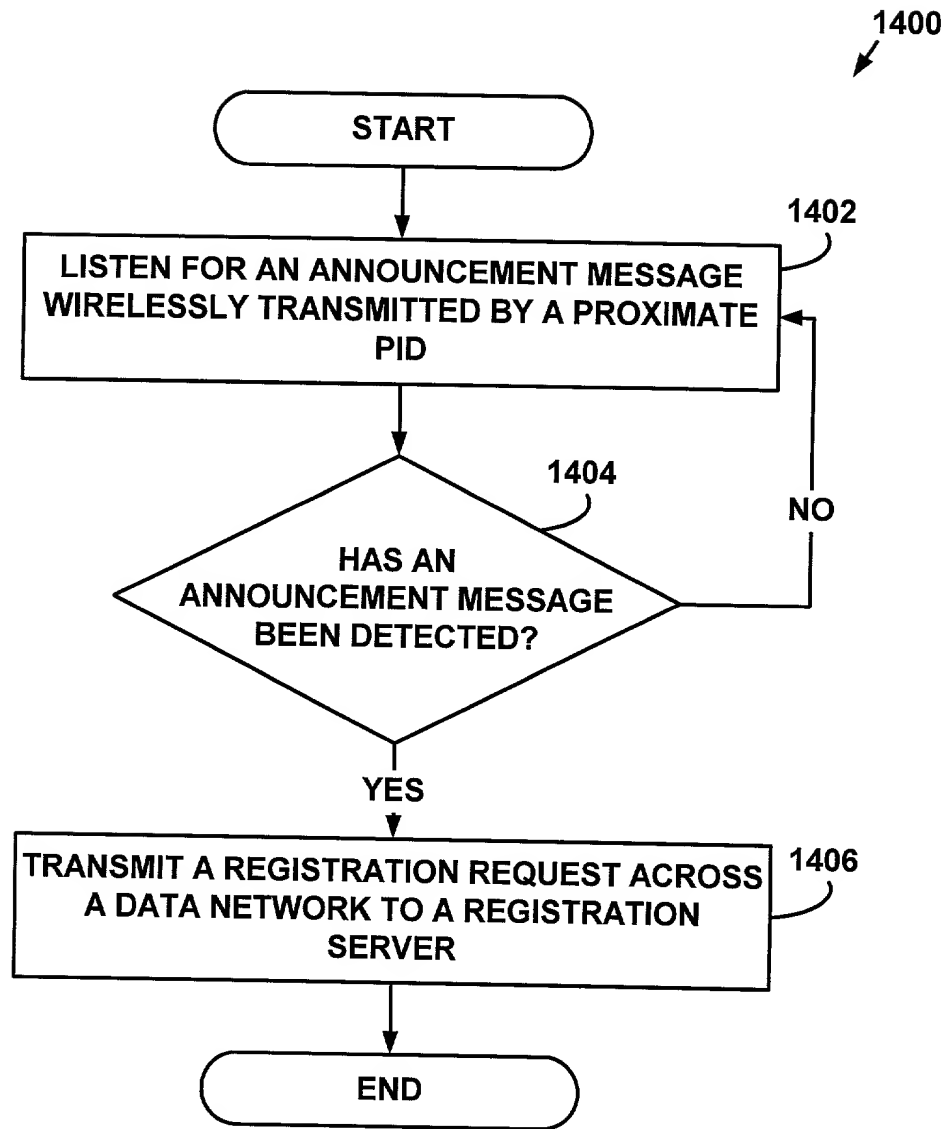 1400
START
1402
LISTEN FOR AN ANNOUNCEMENT MESSAGE
WIRELESSLY TRANSMITTED BY A PROXIMATE
PID
1404
HAS AN
ANNOUNCEMENT MESSAGE
BEEN DETECTED?
NO
YES
1406
TRANSMIT A REGISTRATION REQUEST ACROSS
A DATA NETWORK TO A REGISTRATION
SERVER
END